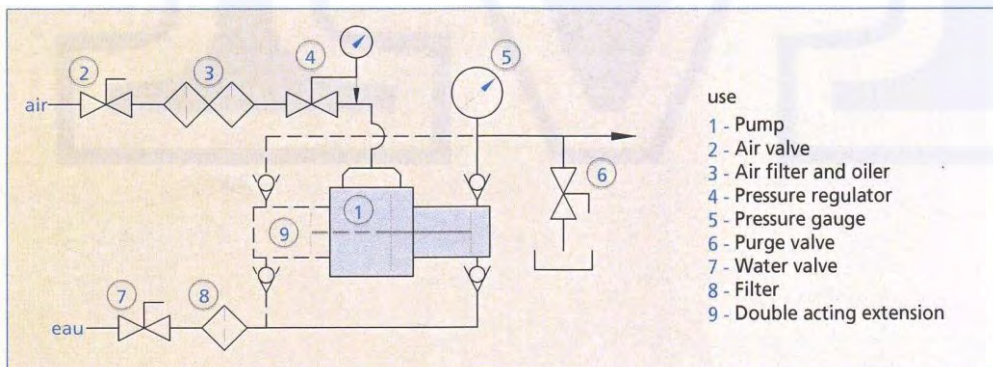 2
3
4
5
air
use
1 - Pump
2 - Air valve
3 - Air filter and oiler
4 - Pressure regulator
5 - Pressure gauge
6 - Purge valve
7 - Water valve
8 - Filter
9 - Double acting extension
6
1
9
7
8
eau